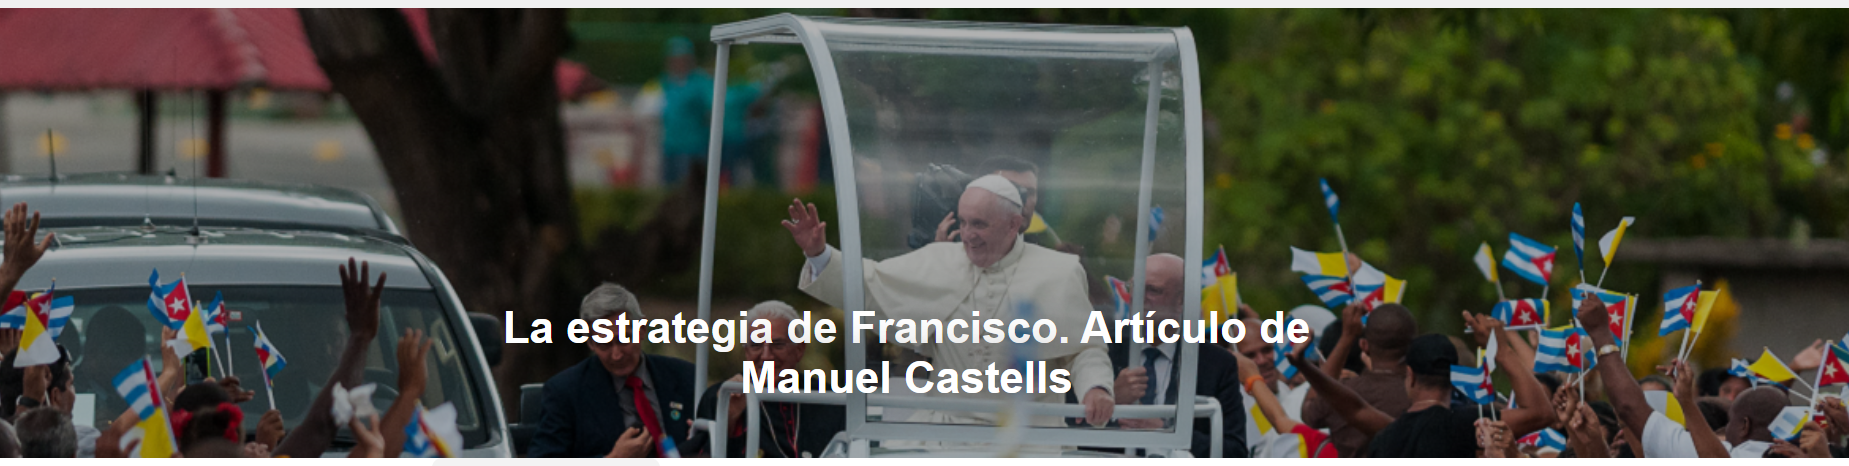 La estrategia de Francisco. Artículo de
Manuel Castells